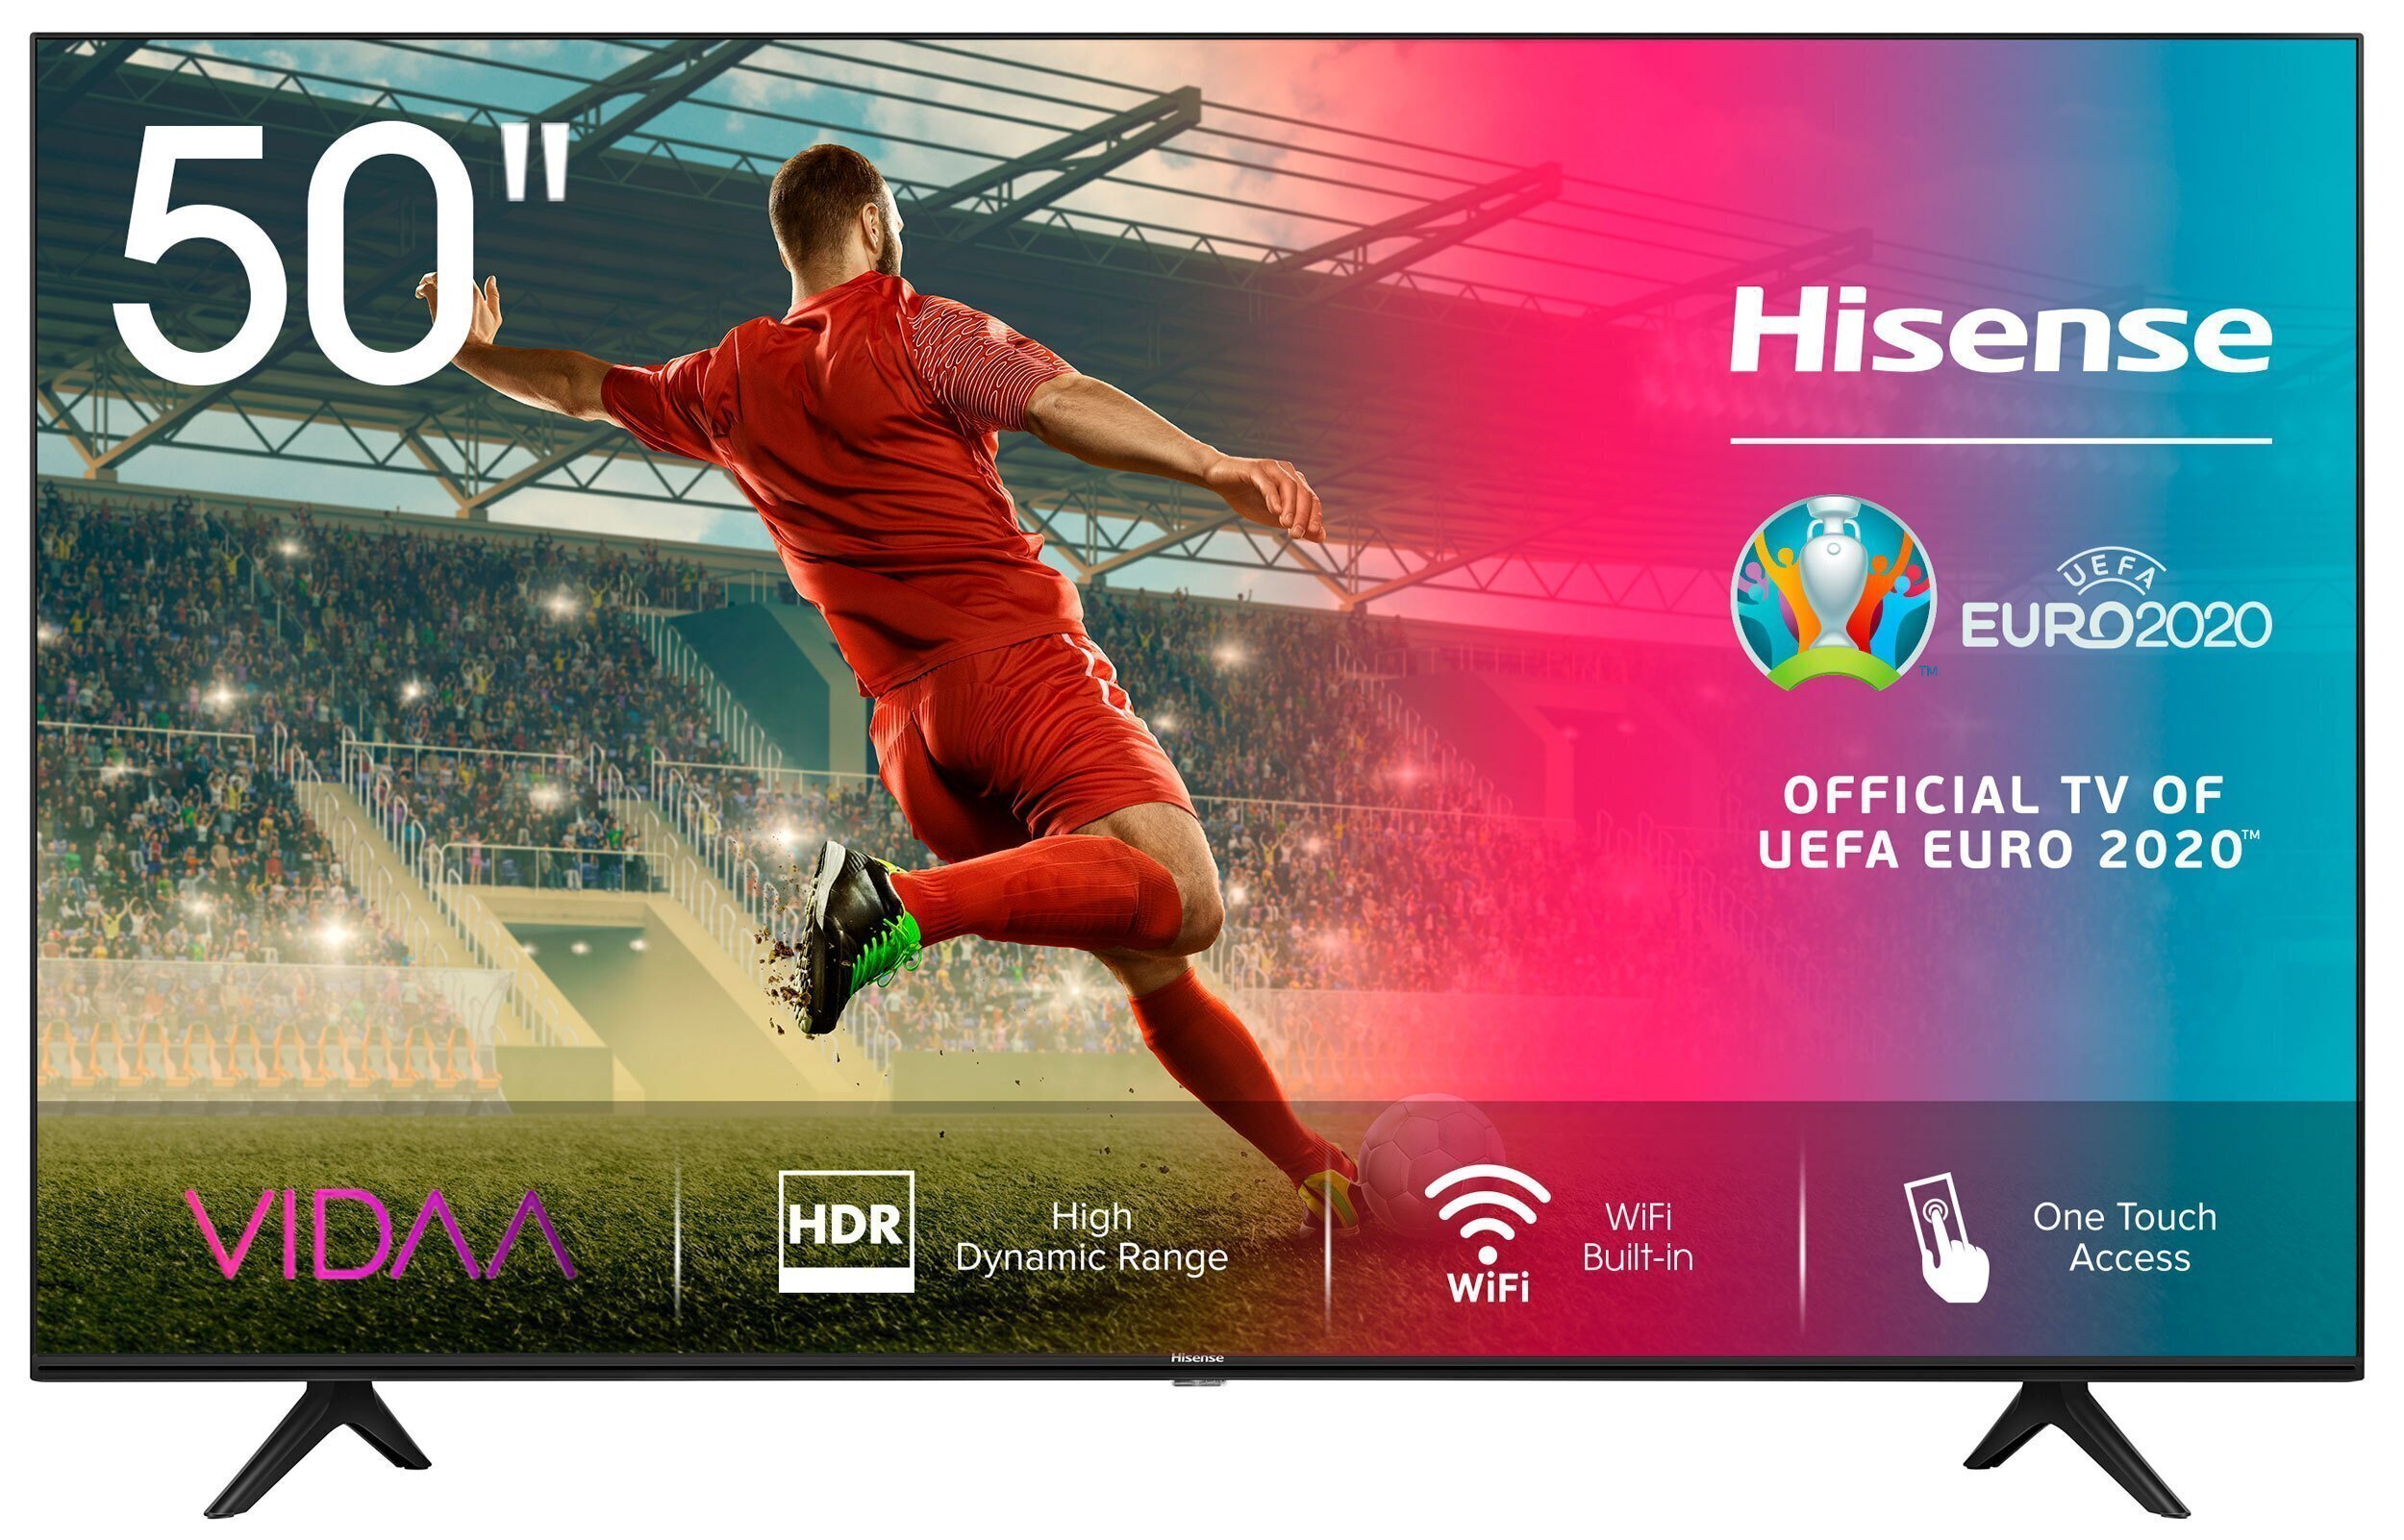 50"
Hisense
UEFA
EURO2020
TM
OFFICIAL TV OF
UEFA EURO 2020™
VIDAA
HDR
High
Dynamic Range
WiFi
WiFi
Built-in
One Touch
Access
Hisense